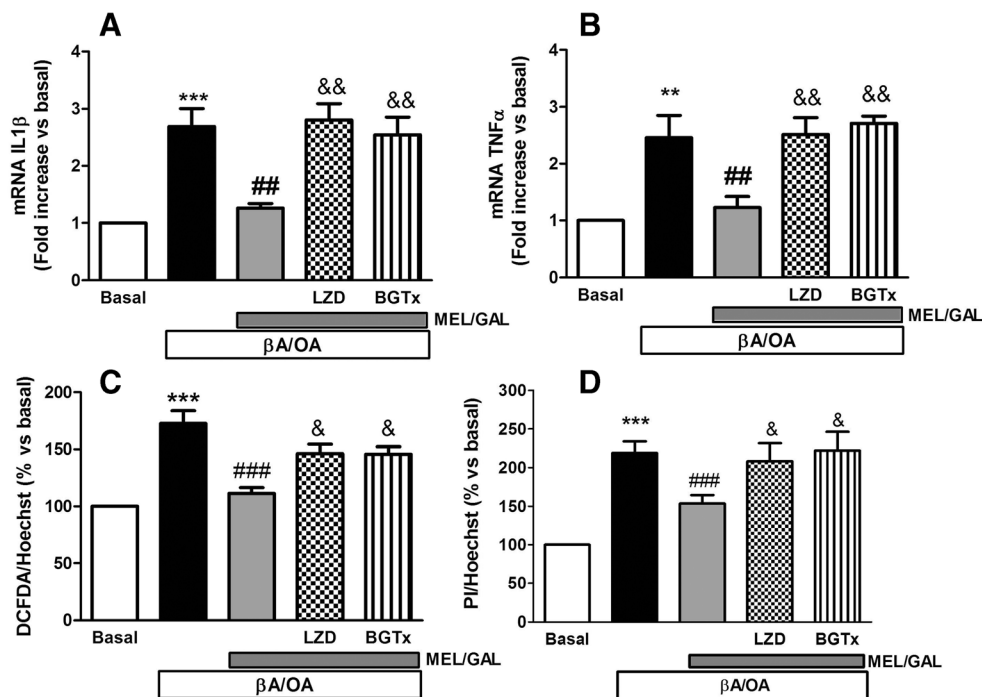 A
mRNA IL1β
(Fold increase vs basal)
4
3
2
1
0
***
##
&&
&&
Basal
LZD
BGTx
MEL/GAL
βA/OA
B
mRNA TNFα
(Fold increase vs basal)
4
3
2
1
0
**
##
&&
&&
Basal
LZD
BGTx
MEL/GAL
βA/OA
C
DCFDA/Hoechst (% vs basal)
200
150
100
50
0
***
###
&
&
Basal
LZD
BGTx
MEL/GAL
βA/OA
D
PI/Hoechst (% vs basal)
300
250
200
150
100
50
0
***
###
&
&
Basal
LZD
BGTx
MEL/GAL
βA/OA